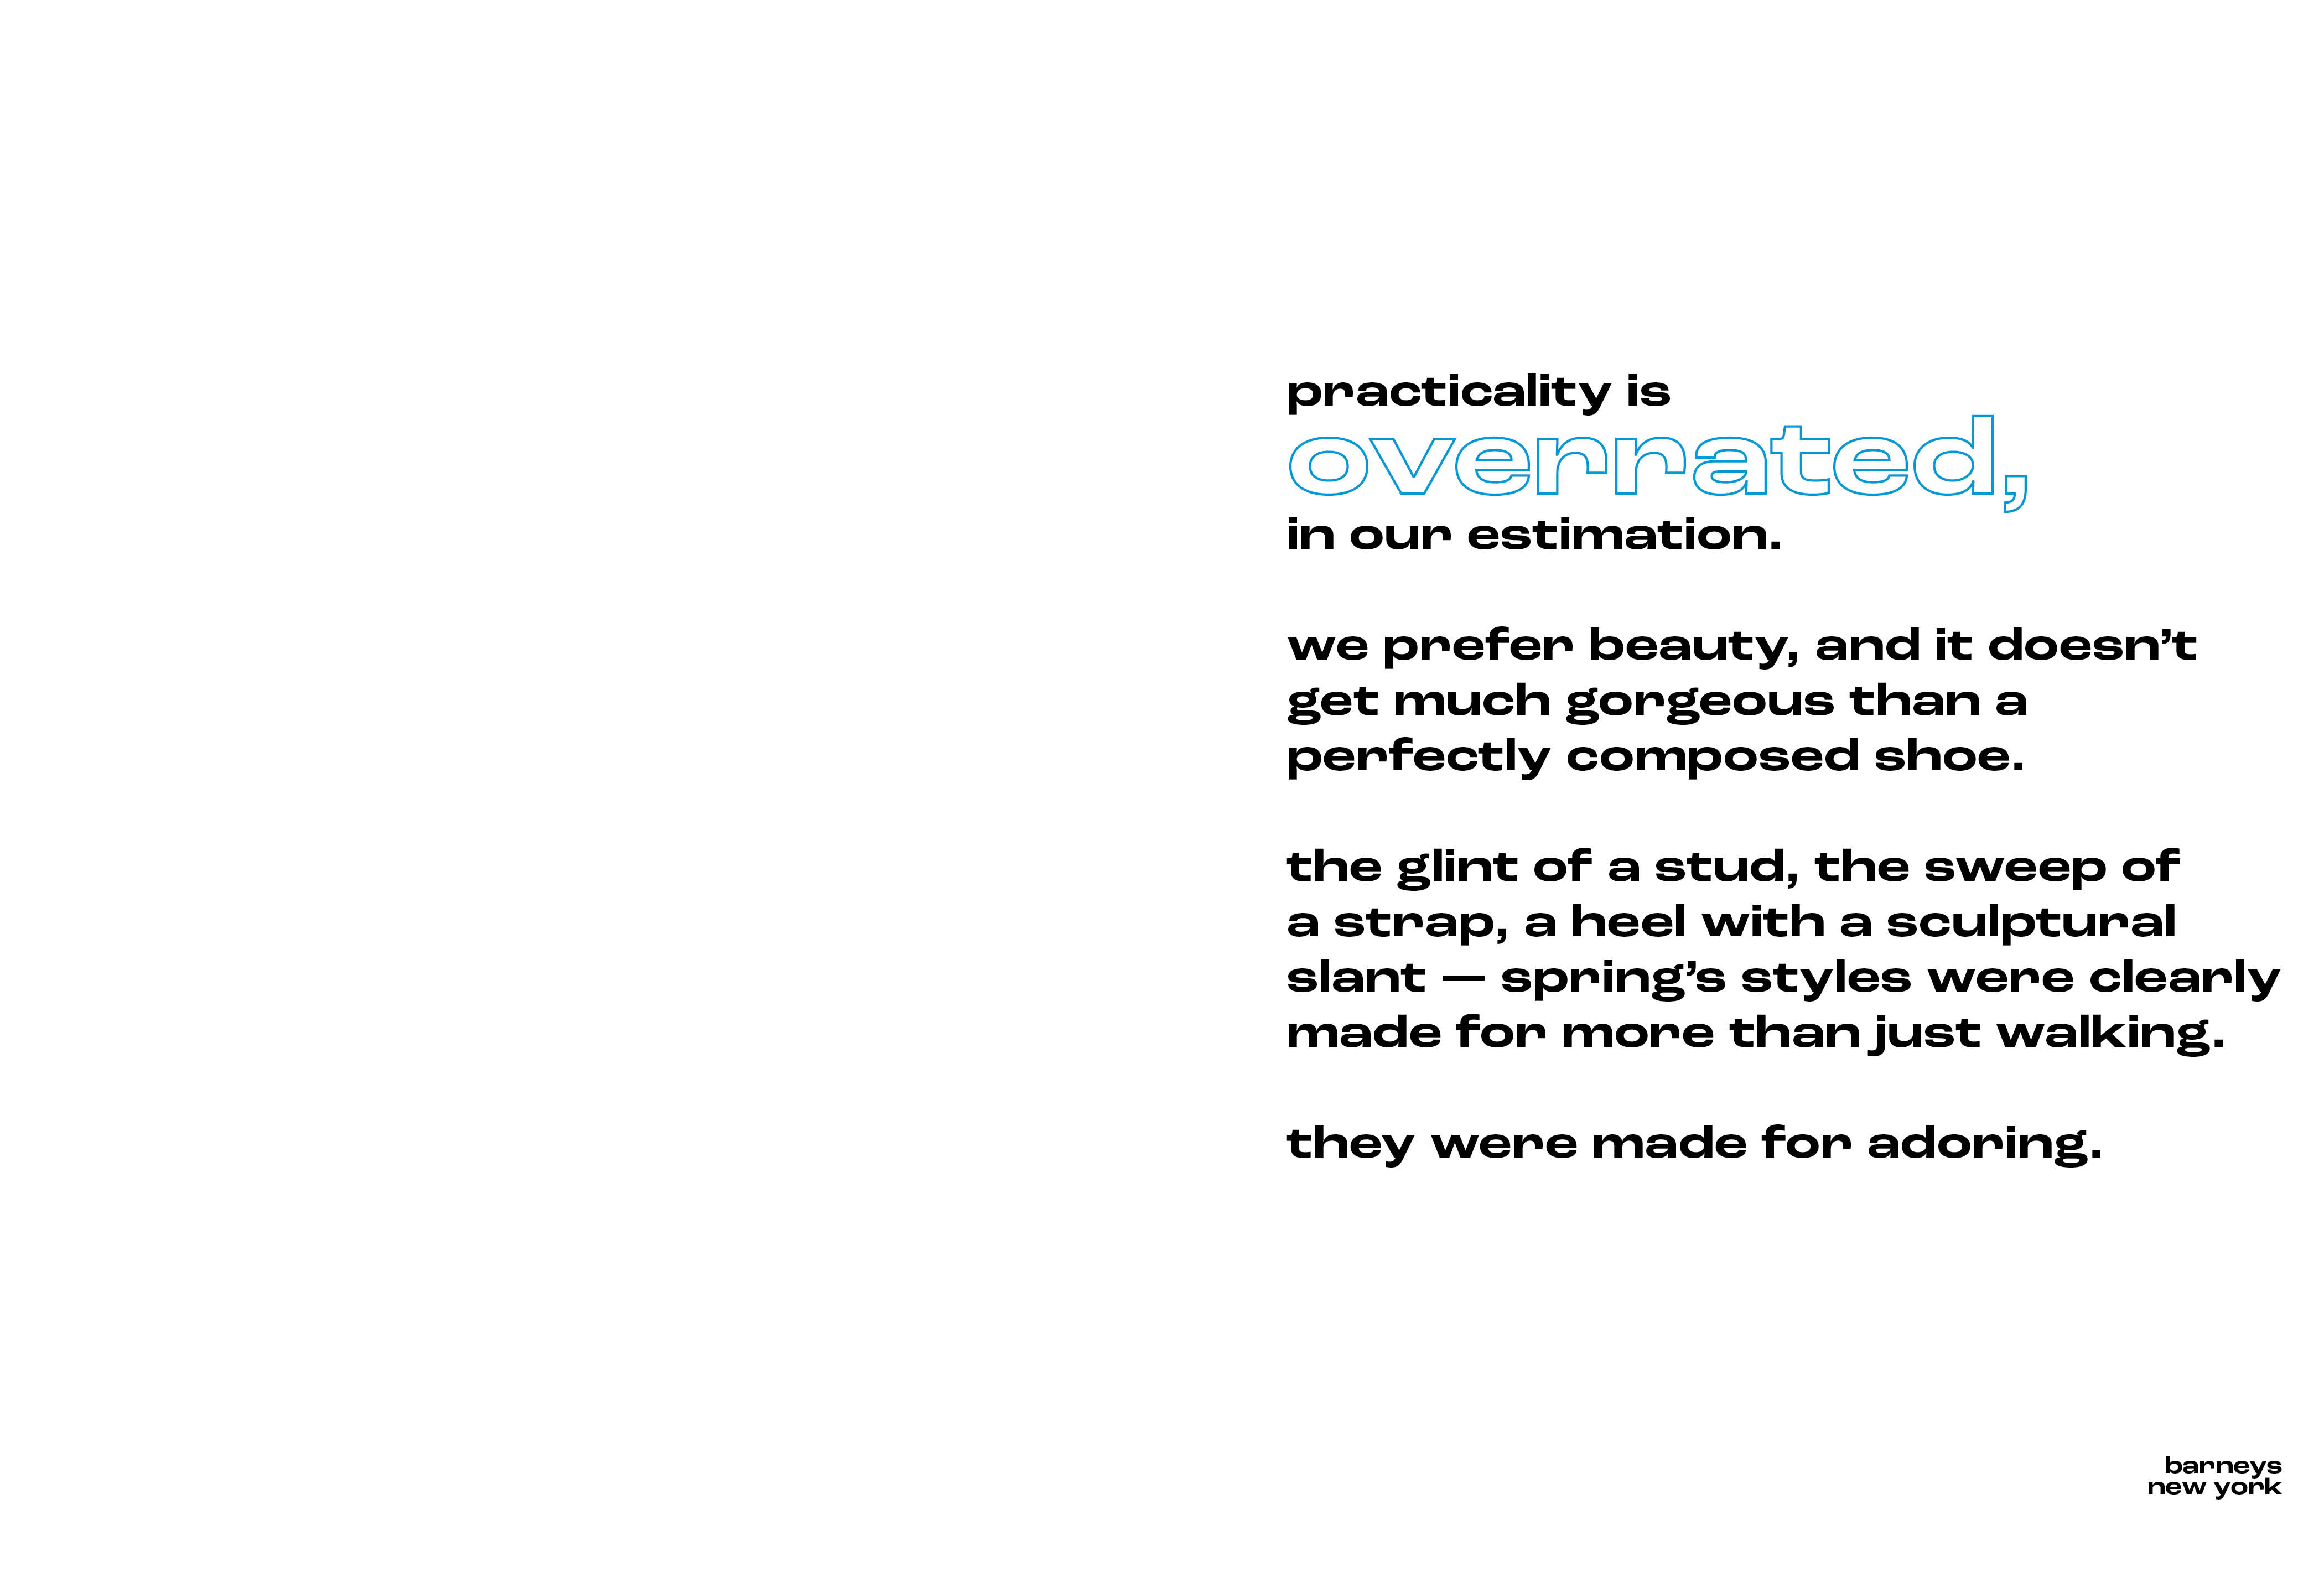 practicality is
overrated,
in our estimation.
we prefer beauty, and it doesn’t
get much gorgeous than a
perfectly composed shoe.
the glint of a stud, the sweep of
a strap, a heel with a sculptural
slant — spring’s styles were clearly
made for more than just walking.
they were made for adoring.
barneys
new york